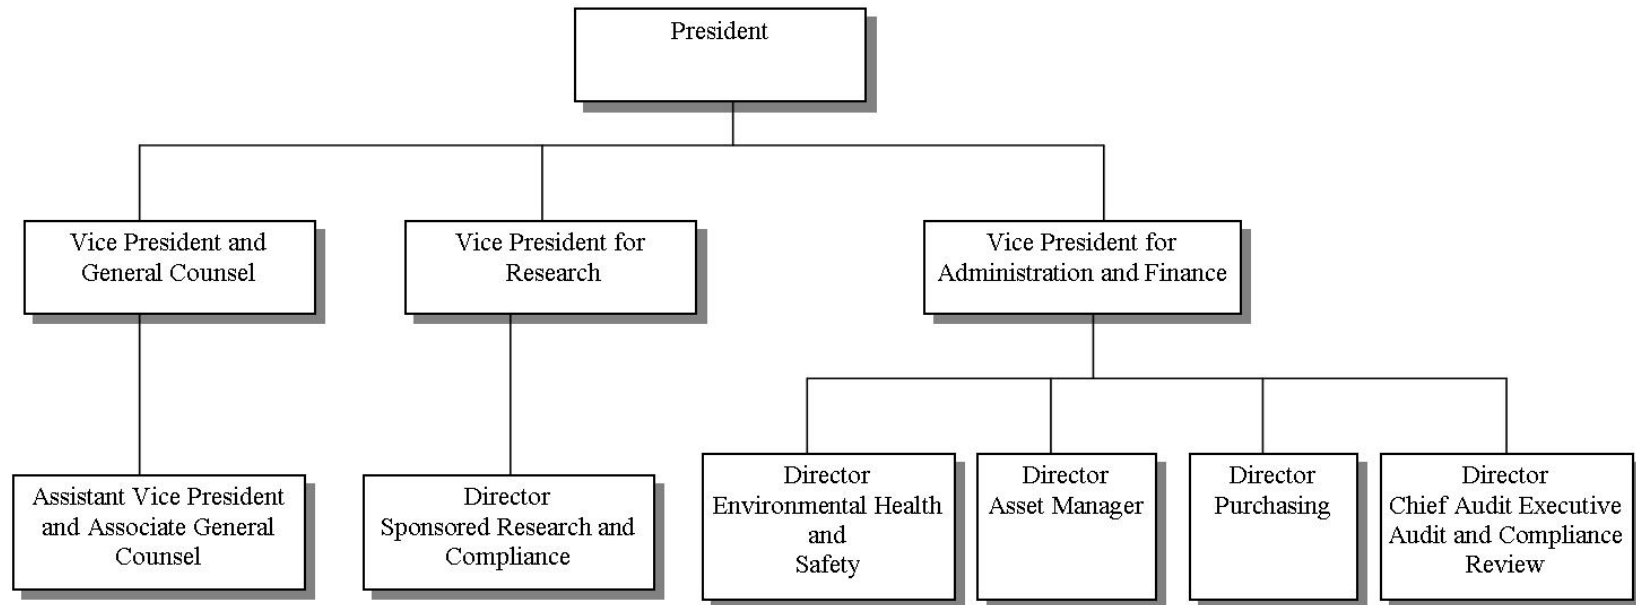 President
Vice President and
General Counsel
Vice President for
Research
Vice President for
Administration and Finance
Assistant Vice President
and Associate General
Counsel
Director
Sponsored Research and
Compliance
Director
Environmental Health
and
Safety
Director
Asset Manager
Director
Purchasing
Director
Chief Audit Executive
Audit and Compliance
Review